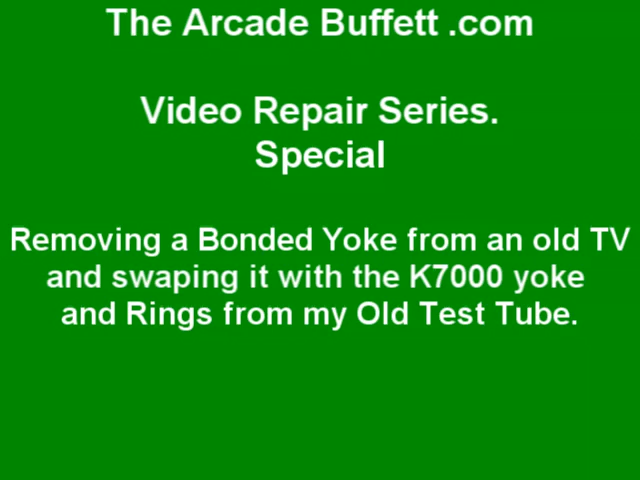 The Arcade Buffett .com
Video Repair Series.
Special
Removing a Bonded Yoke from an old TV
and swaping it with the K7000 yoke
and Rings from my Old Test Tube.